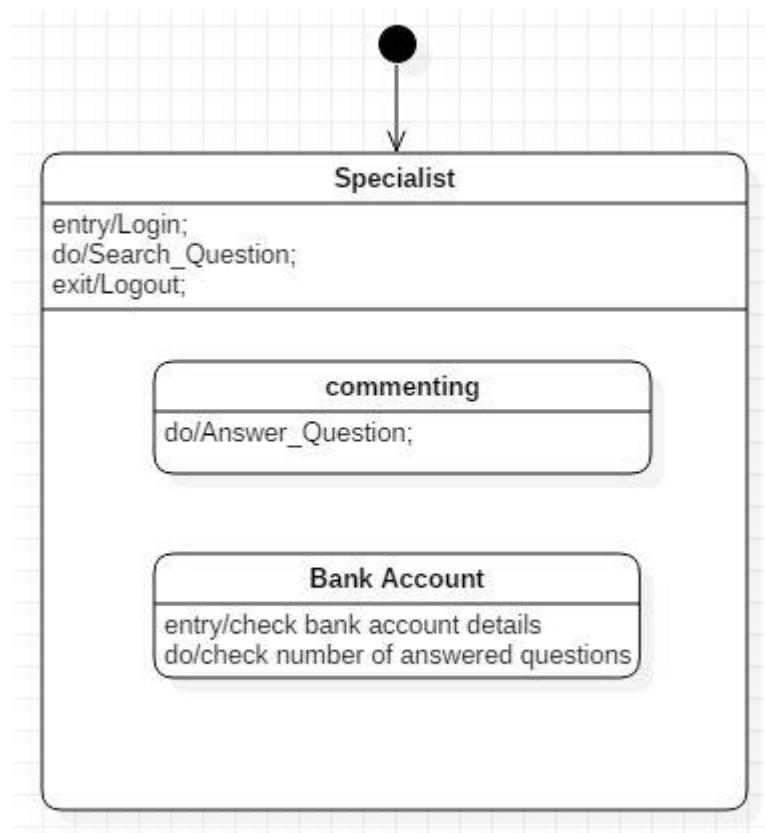 Specialist
entry/Login;
do/Search_Question;
exit/Logout;
commenting
do/Answer_Question;
Bank Account
entry/check bank account details
do/check number of answered questions